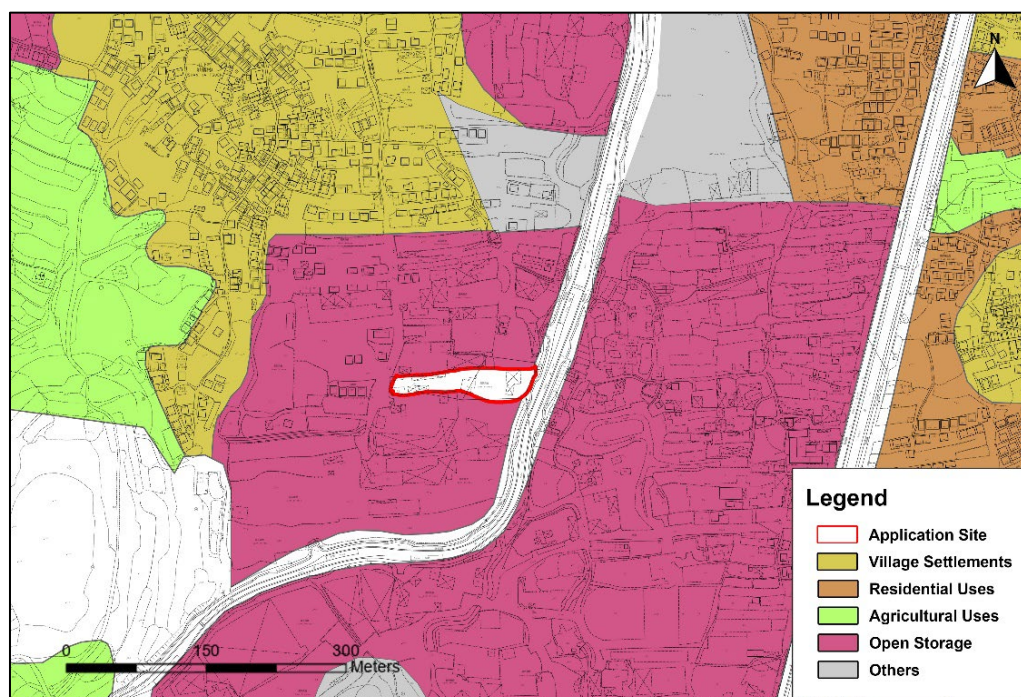 N
Legend
Application Site
Village Settlements
Residential Uses
Agricultural Uses
Open Storage
Others
0 150 300
Meters